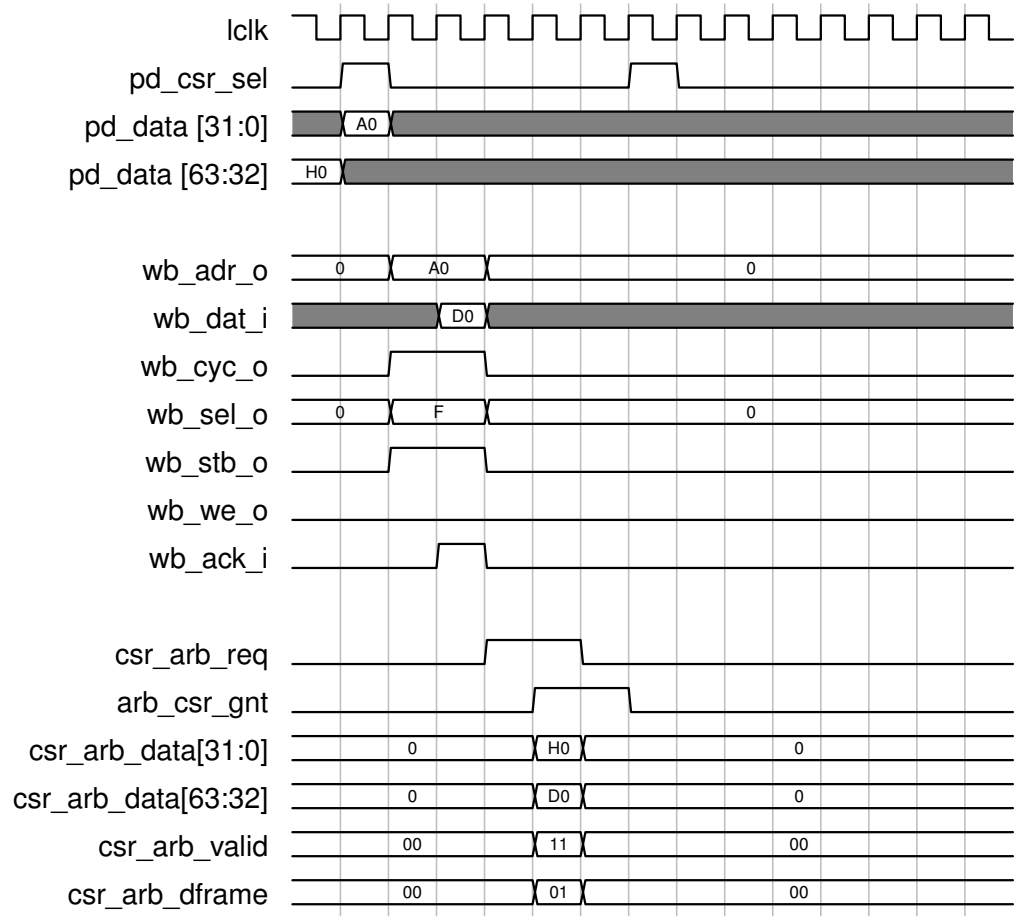 lclk
pd_csr_sel
pd_data [31:0] A0
pd_data [63:32] H0
wb_adr_o 0 A0 0
wb_dat_i D0
wb_cyc_o
wb_sel_o 0 F 0
wb_stb_o
wb_we_o
wb_ack_i
csr_arb_req
arb_csr_gnt
csr_arb_data[31:0] 0 H0 0
csr_arb_data[63:32] 0 D0 0
csr_arb_valid 00 11 00
csr_arb_dframe 00 01 00